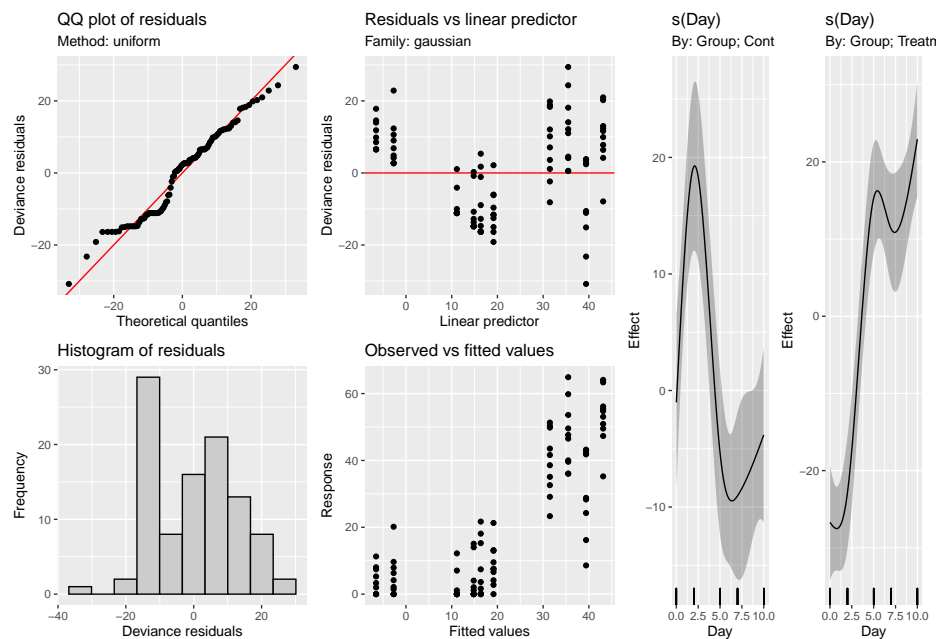 QQ plot of residuals
Method: uniform
20
0
−20
Deviance residuals
−20
0
20
Theoretical quantiles
Residuals vs linear predictor
Family: gaussian
20
0
−20
Deviance residuals
0
10
20
30
40
Linear predictor
Histogram of residuals
30
20
10
0
Frequency
−40
−20
0
20
Deviance residuals
Observed vs fitted values
60
40
20
0
Response
0
10
20
30
40
Fitted values
s(Day)
By: Group; Cont
20
10
0
−10
Effect
0.0 2.5 5.0 7.5 10.0
Day
s(Day)
By: Group; Treatm
20
0
−20
Effect
0.0 2.5 5.0 7.5 10.0
Day